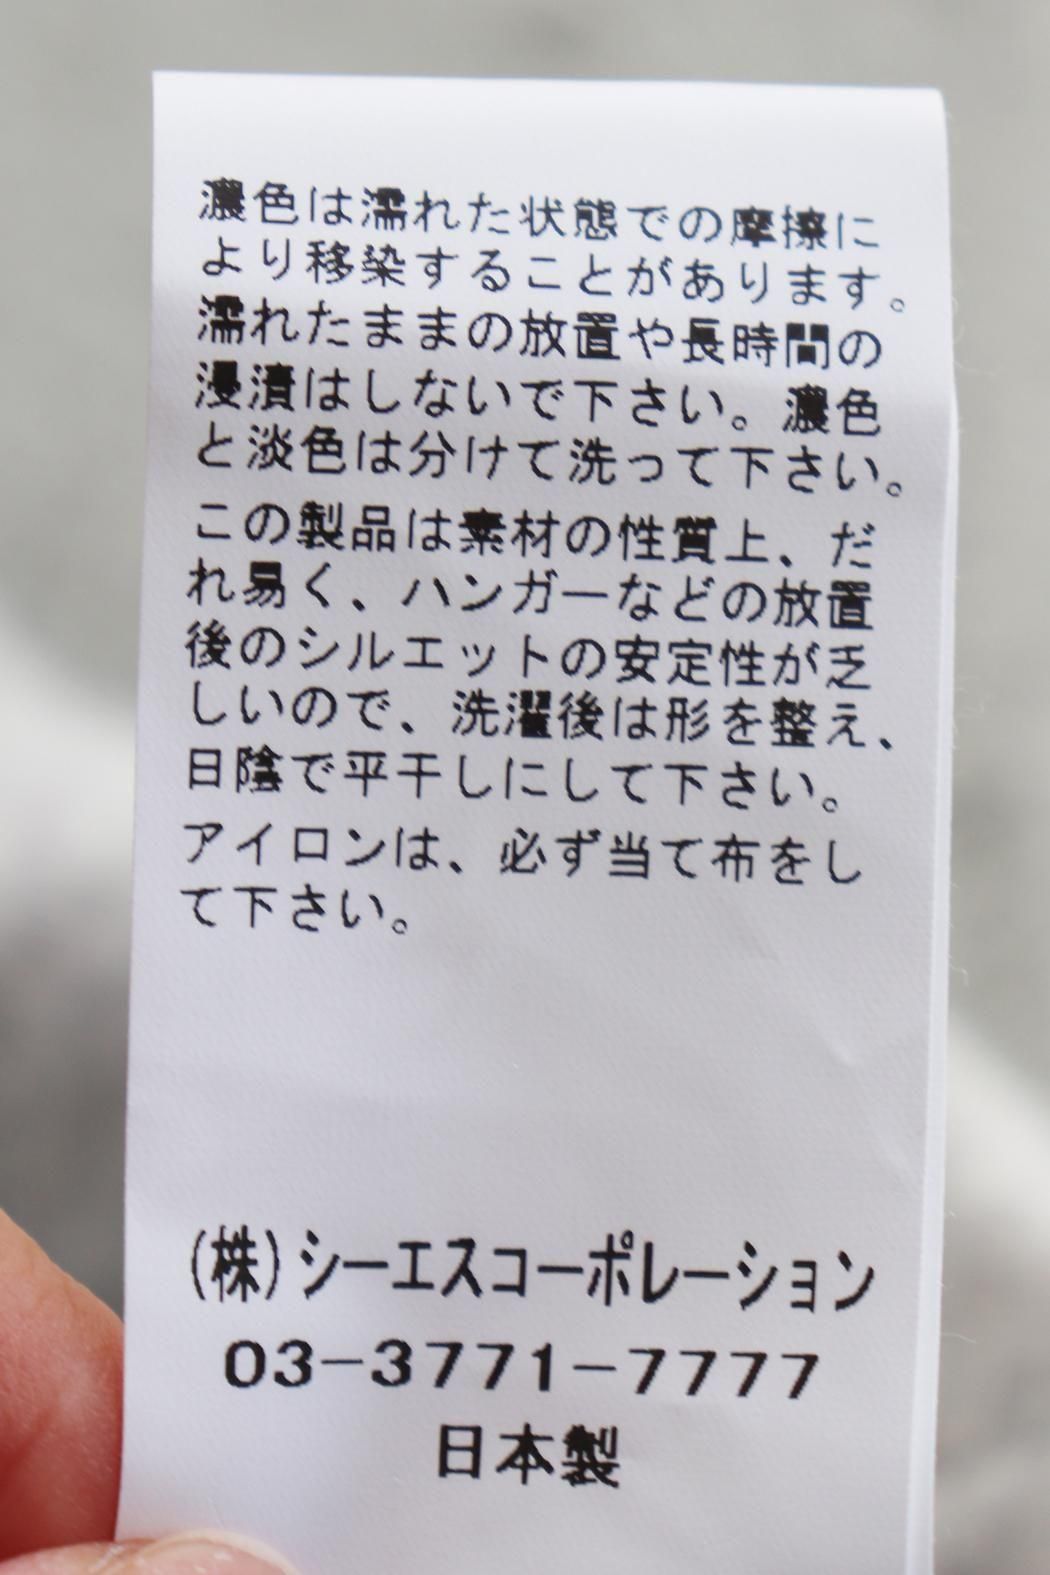 濃色は濡れた状態での摩擦に
より移染することがあります。
濡れたままの放置や長時間の
浸漬はしないで下さい。濃色
と淡色は分けて洗って下さい。
この製品は素材の性質上、だ
れ易く、ハンガーなどの放置
後のシルエットの安定性が乏
しいので、洗濯後は形を整え、
日陰で平干しにして下さい。
アイロンは、必ず当て布をし
て下さい。
(株)シーエスコーポレーション
03-3771-7777
日本製